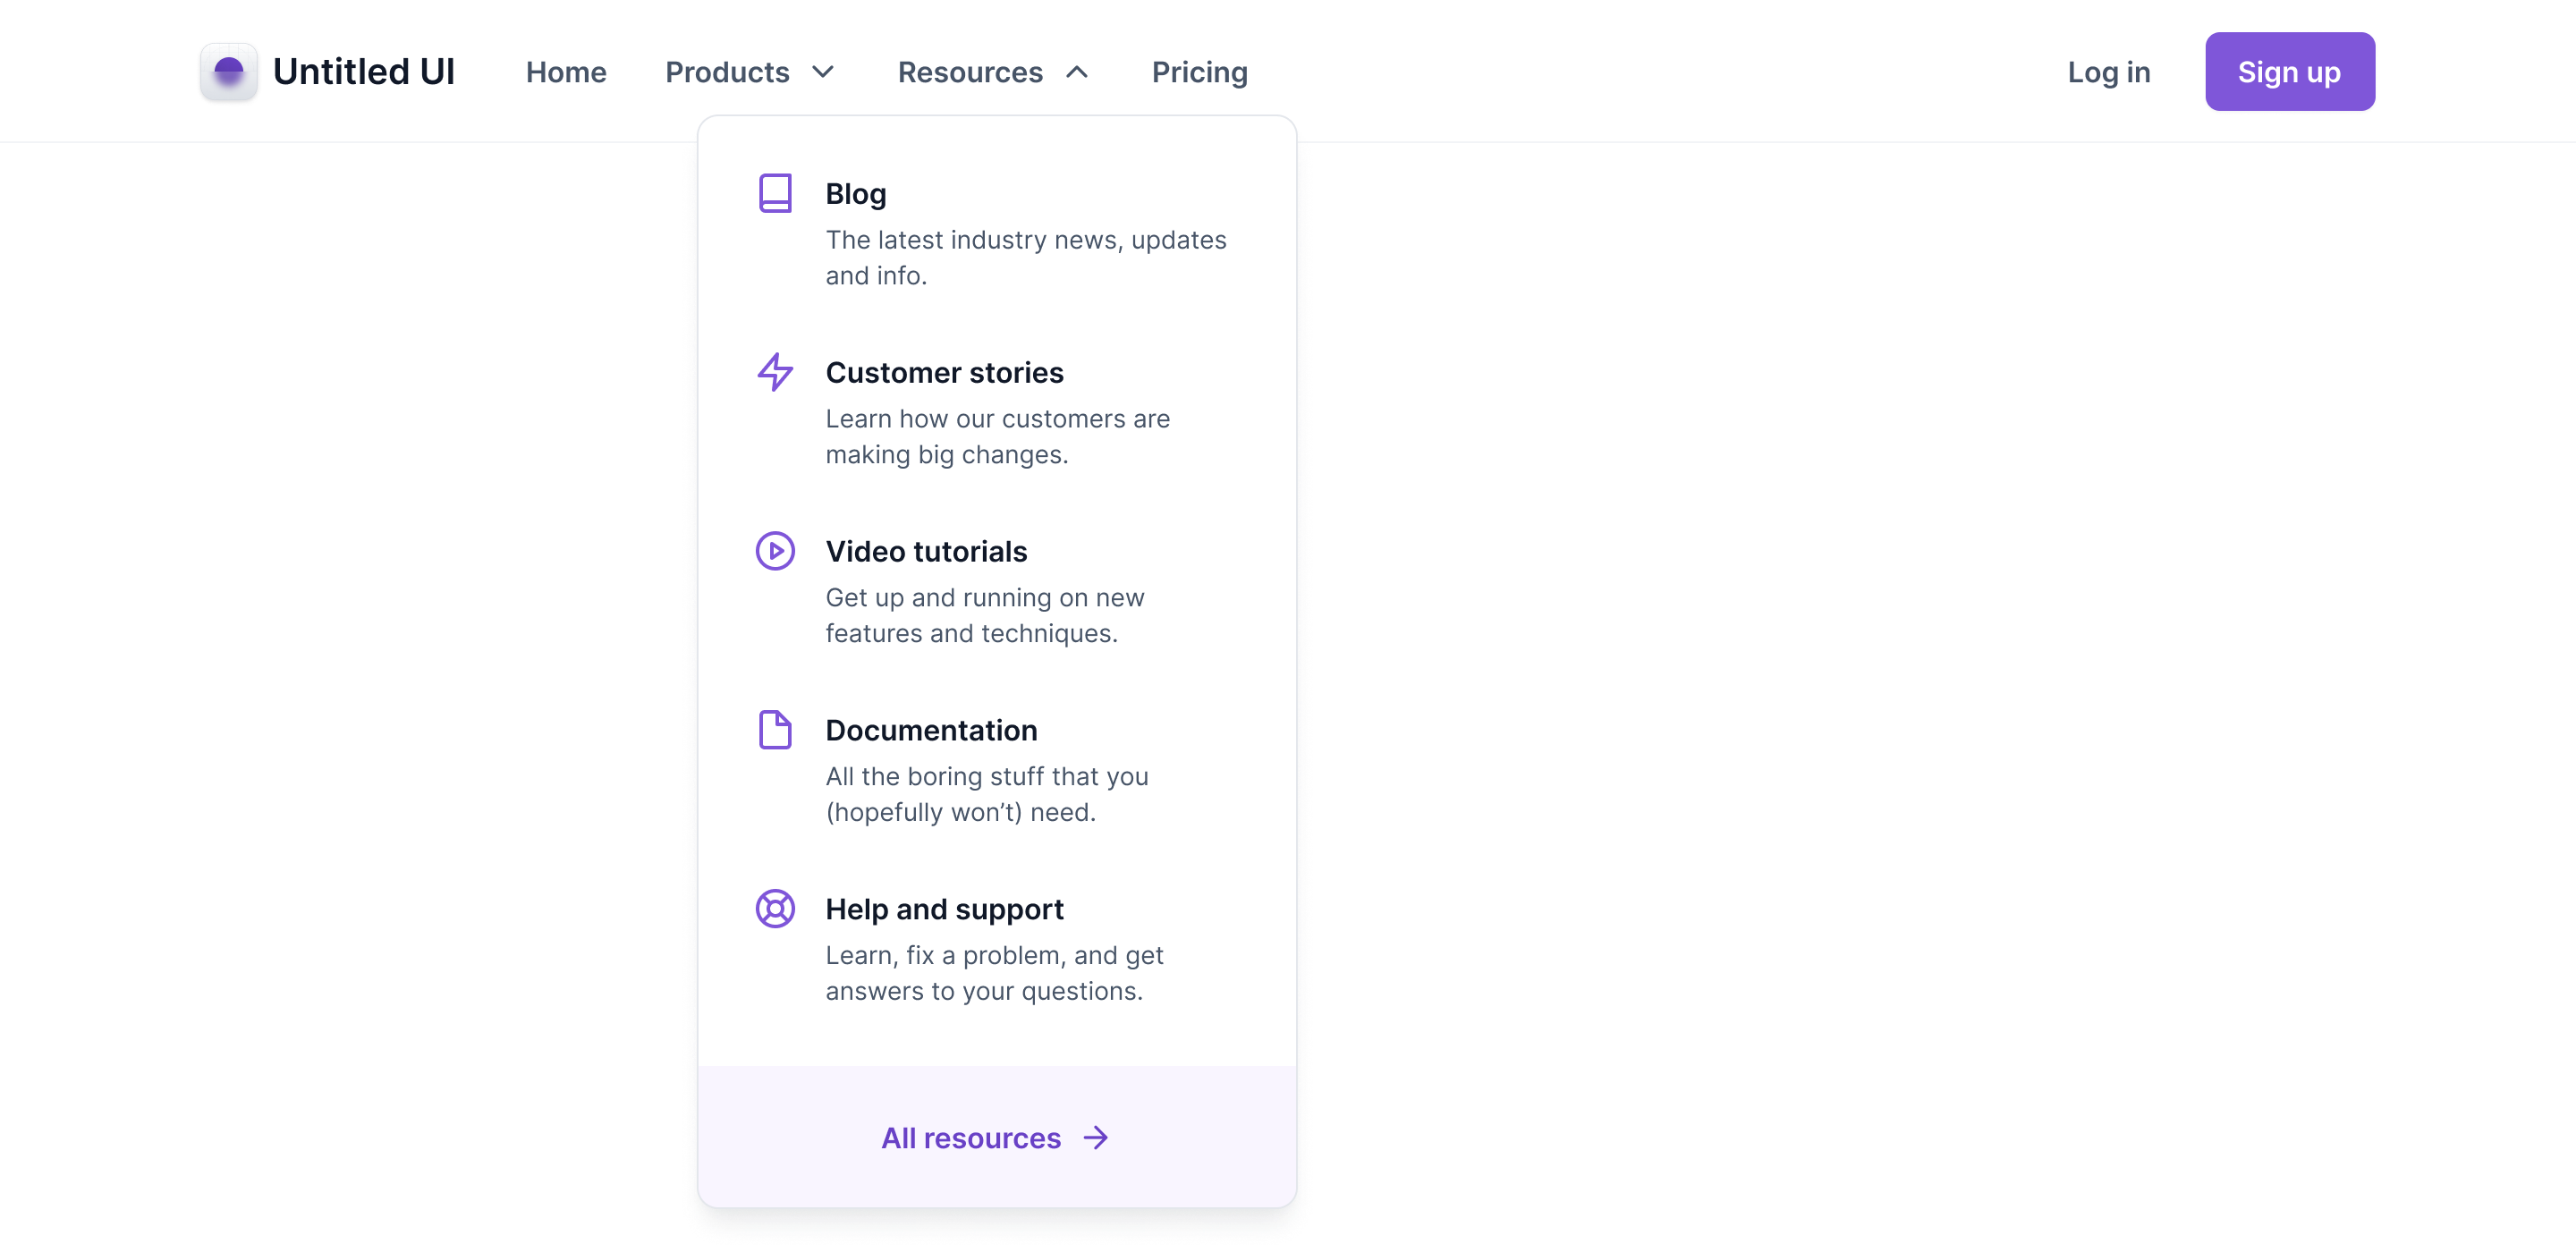 Untitled UI
Home
Products
Resources
Pricing
Log in
Sign up
Blog
The latest industry news, updates
and info.
Customer stories
Learn how our customers are
making big changes.
Video tutorials
Get up and running on new
features and techniques.
Documentation
All the boring stuff that you
(hopefully won’t) need.
Help and support
Learn, fix a problem, and get
answers to your questions.
All resources